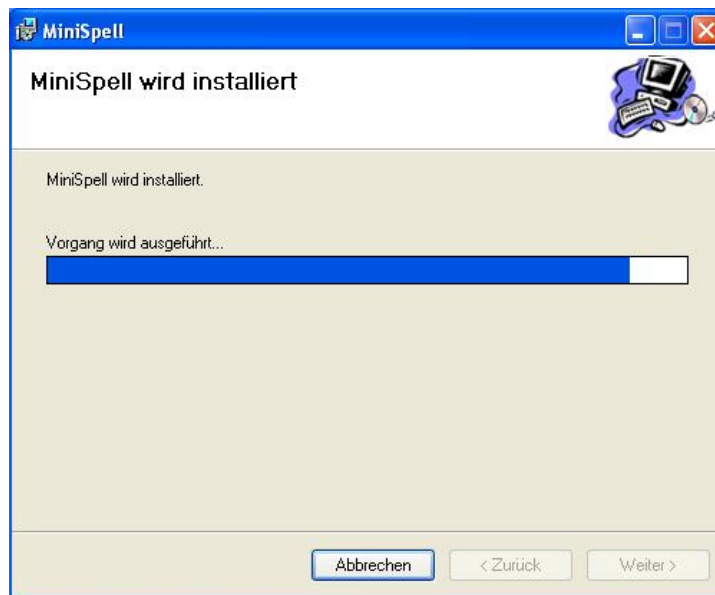 MiniSpell
MiniSpell wird installiert
MiniSpell wird installiert.
Vorgang wird ausgeführt...
Abbrechen
< Zurück
Weiter >